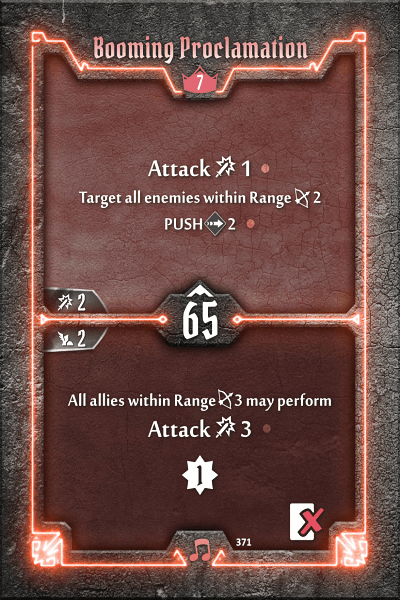 Booming Proclamation
7
Attack 1
Target all enemies within Range 2
PUSH 2
2
65
2
All allies within Range 3 may perform
Attack 3
1
371